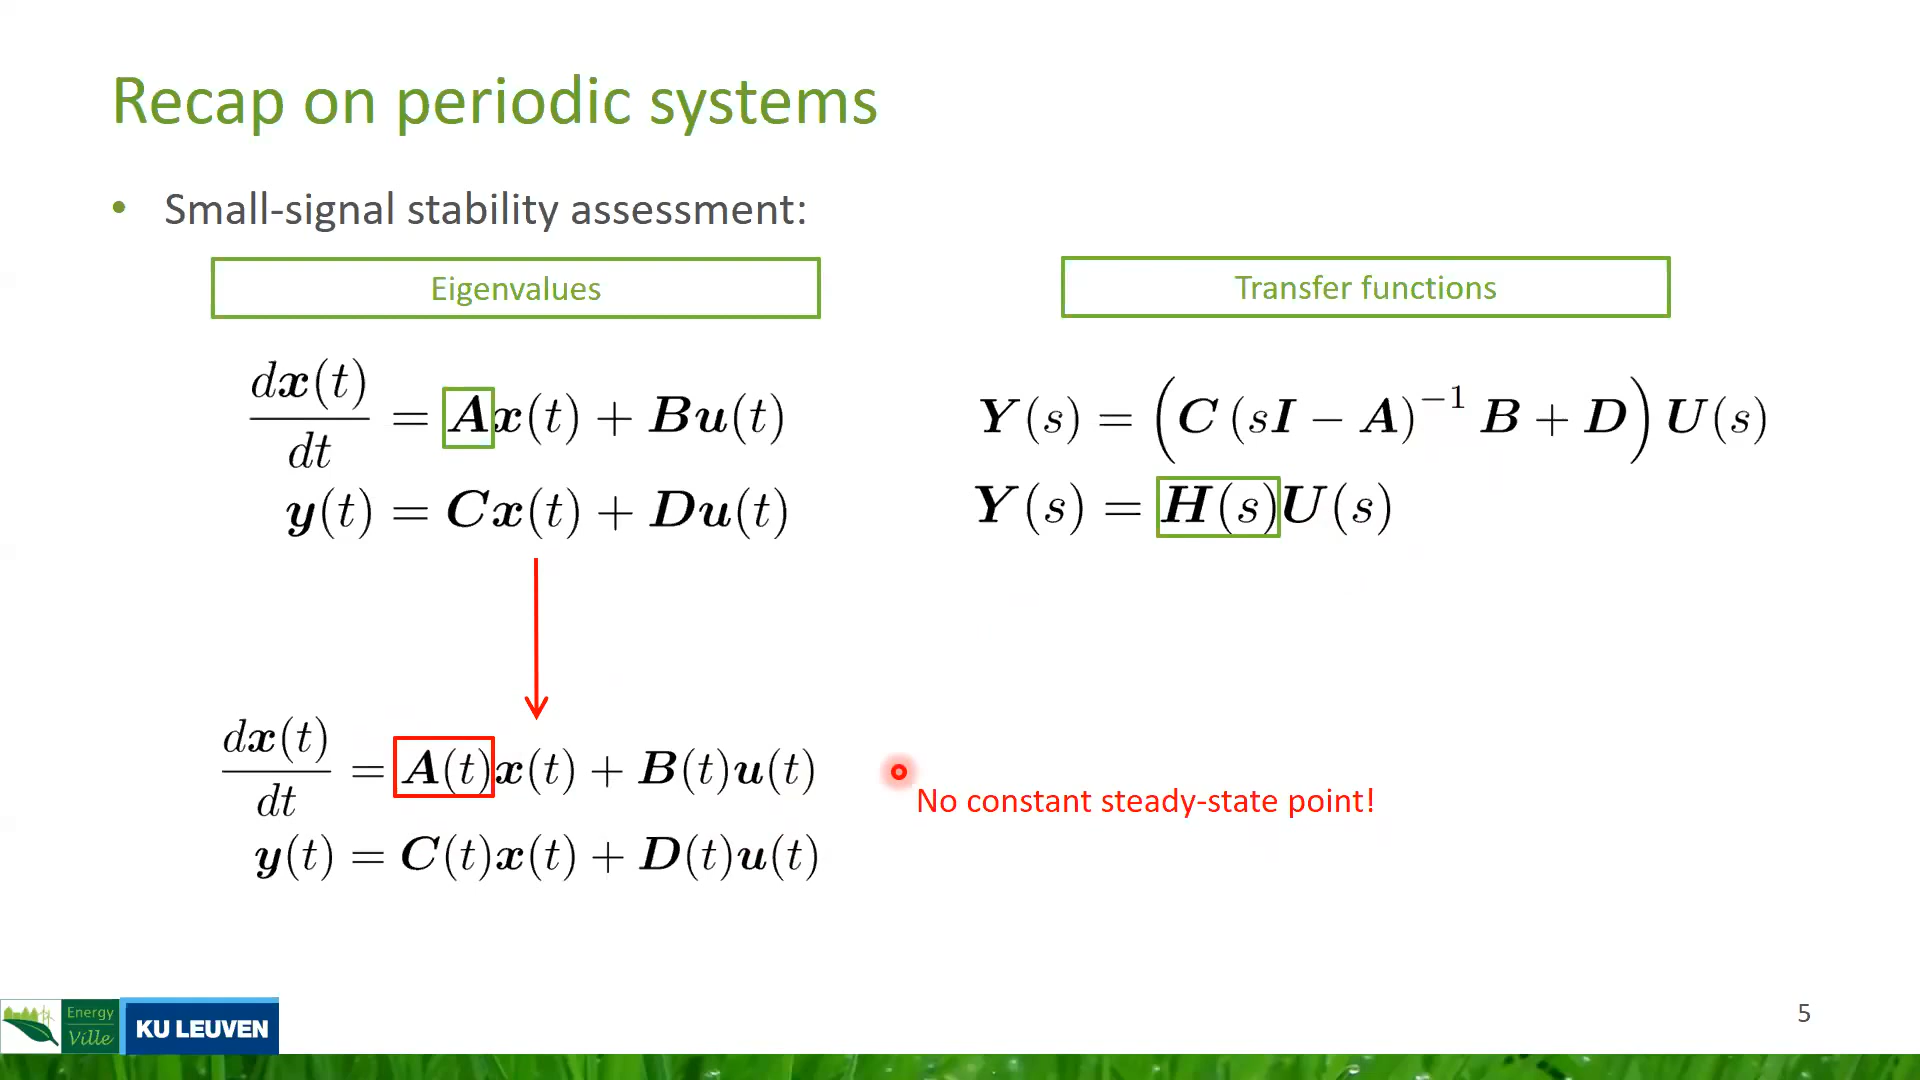 Recap on periodic systems
• Small-signal stability assessment:
Eigenvalues
Transfer functions
d𝒙(t)/dt = 𝑨𝒙(t) + 𝑩𝒖(t)
𝒚(t) = 𝑪𝒙(t) + 𝑫𝒖(t)
𝒀(s) = (𝑪 (s𝑰 − 𝑨)⁻¹ 𝑩 + 𝑫) 𝑼(s)
𝒀(s) = 𝑯(s)𝑼(s)
d𝒙(t)/dt = 𝑨(t)𝒙(t) + 𝑩(t)𝒖(t)
𝒚(t) = 𝑪(t)𝒙(t) + 𝑫(t)𝒖(t)
No constant steady-state point!
Energy
Ville
KU LEUVEN
5